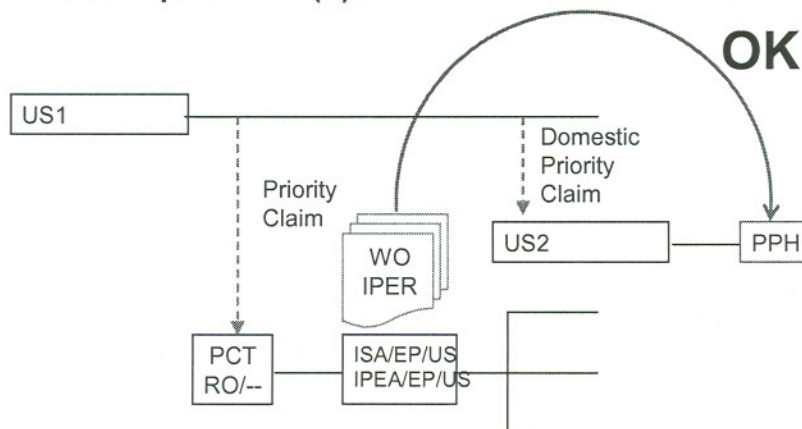 OK
US1
Domestic
Priority
Claim
Priority
Claim
WO
IPER
US2
PPH
PCT
RO/--
ISA/EP/US
IPEA/EP/US